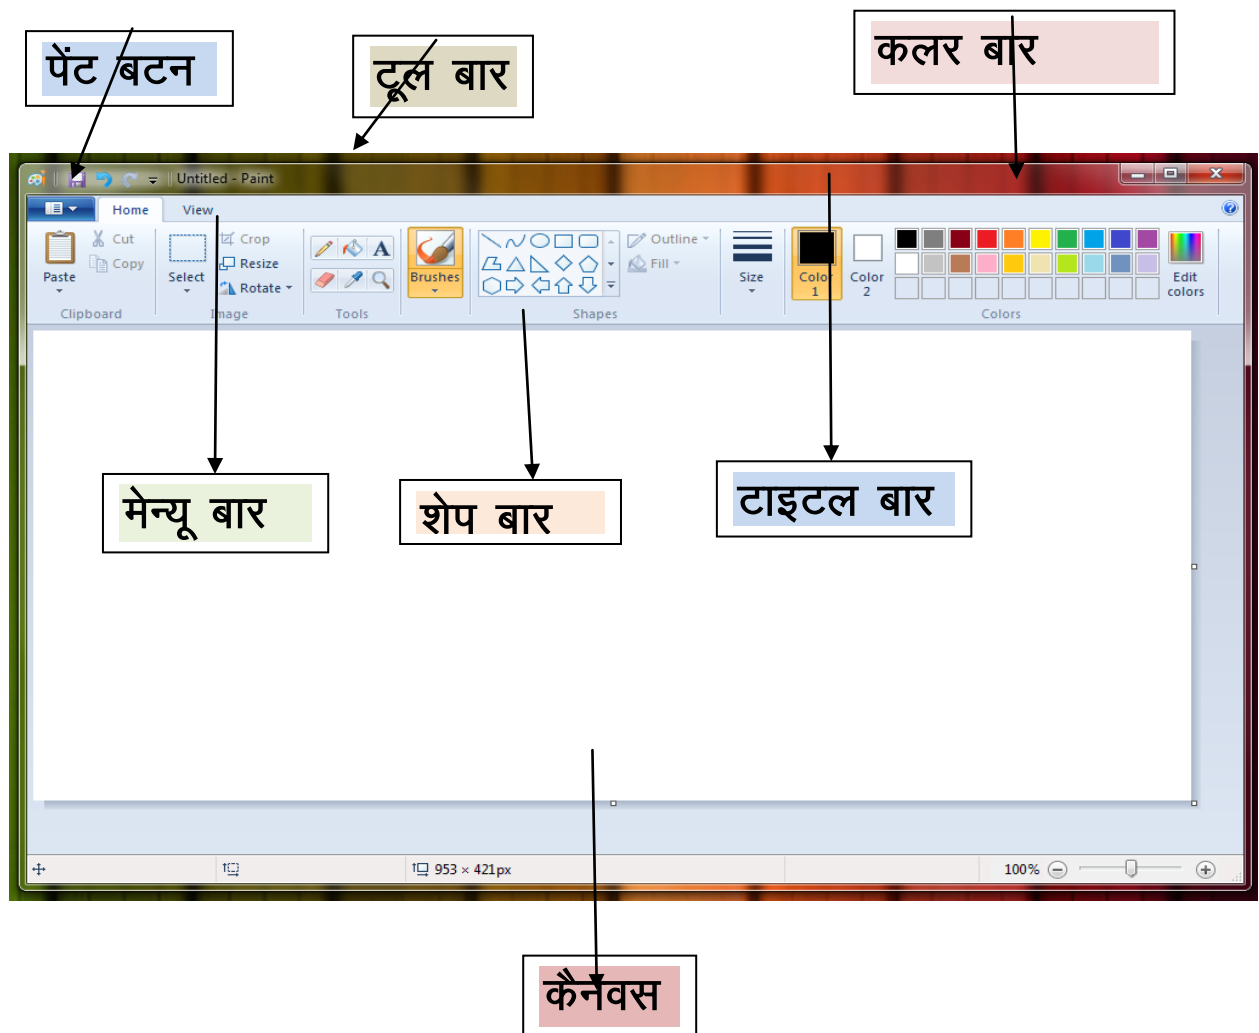 पेंट बटन
टूल बार
कलर बार
Untitled - Paint
Home View
Paste
Cut
Copy
Clipboard
Select
Crop
Resize
Rotate
Image
A
Tools
Brushes
Outline
Fill
Shapes
Size
Color
1
Color
2
Edit
colors
Colors
मेन्यू बार
शेप बार
टाइटल बार
953 × 421px
100%
कैनवस